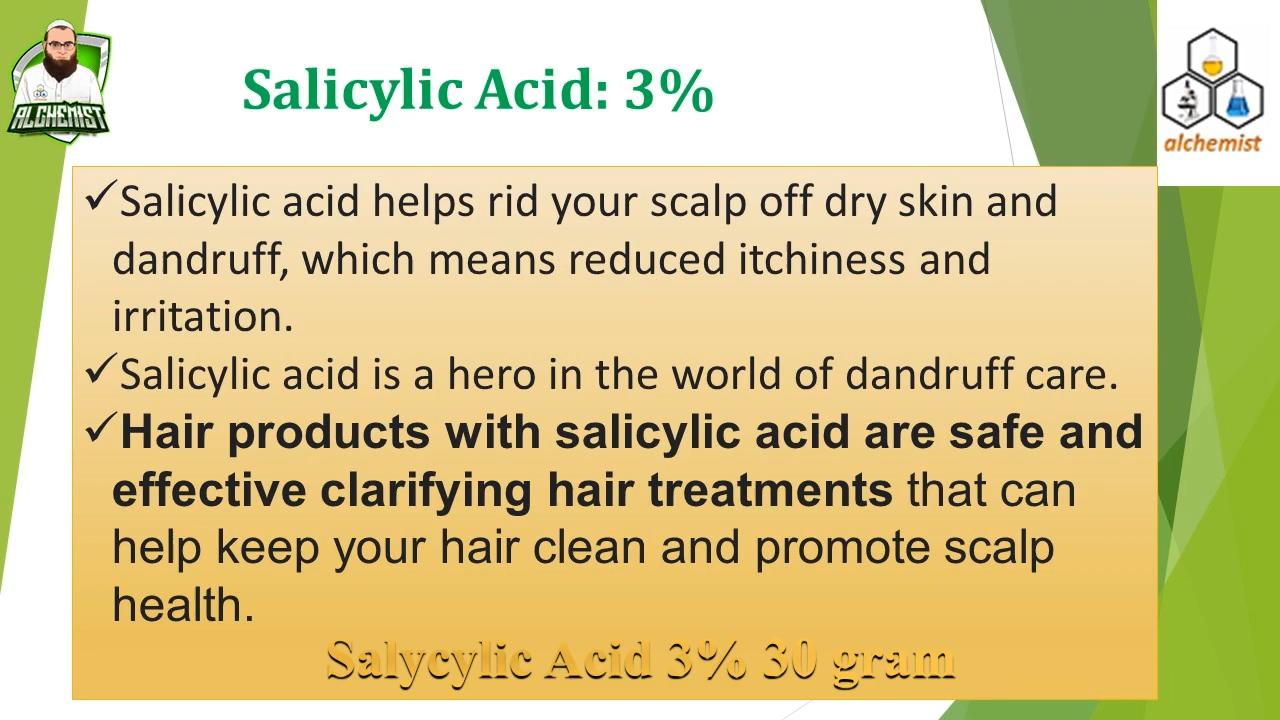 ALCHEMIST
alchemist
Salicylic Acid: 3%
✓Salicylic acid helps rid your scalp off dry skin and
dandruff, which means reduced itchiness and
irritation.
✓Salicylic acid is a hero in the world of dandruff care.
✓Hair products with salicylic acid are safe and
effective clarifying hair treatments that can
help keep your hair clean and promote scalp
health.
Salycylic Acid 3% 30 gram